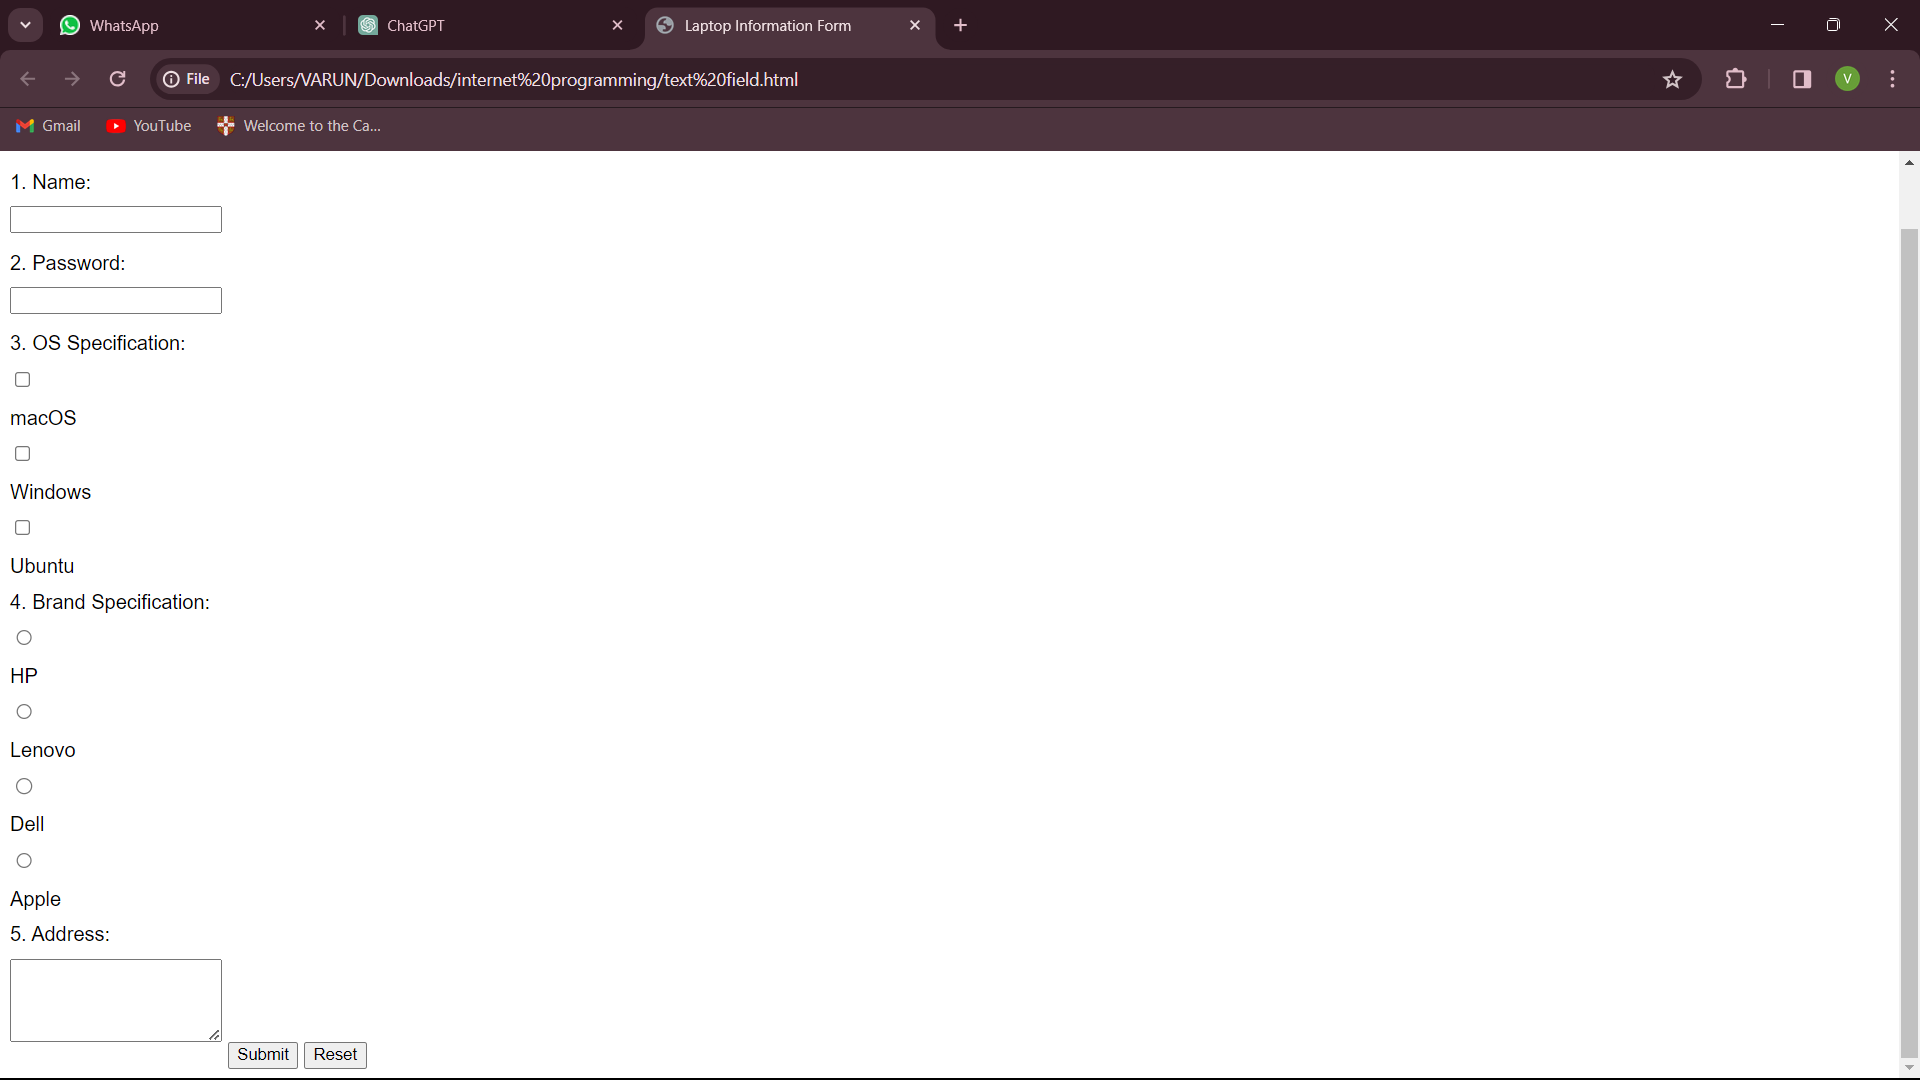 WhatsApp
ChatGPT
Laptop Information Form
File
C:/Users/VARUN/Downloads/internet%20programming/text%20field.html
V
Gmail
YouTube
Welcome to the Ca...
1. Name:
2. Password:
3. OS Specification:
macOS
Windows
Ubuntu
4. Brand Specification:
HP
Lenovo
Dell
Apple
5. Address:
Submit
Reset